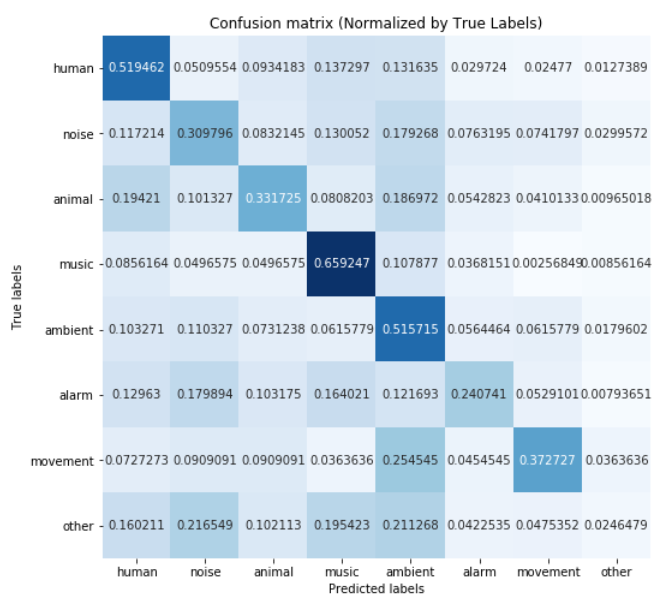 Confusion matrix (Normalized by True Labels)
True labels
human 0.519462 0.0509554 0.0934183 0.137297 0.131635 0.029724 0.02477 0.0127389
noise 0.117214 0.309796 0.0832145 0.130052 0.179268 0.0763195 0.0741797 0.0299572
animal 0.19421 0.101327 0.331725 0.0808203 0.186972 0.0542823 0.0410133 0.00965018
music 0.0856164 0.0496575 0.0496575 0.659247 0.107877 0.0368151 0.00256849 0.00856164
ambient 0.103271 0.110327 0.0731238 0.0615779 0.515715 0.0564464 0.0615779 0.0179602
alarm 0.12963 0.179894 0.103175 0.164021 0.121693 0.240741 0.0529101 0.00793651
movement 0.0727273 0.0909091 0.0909091 0.0363636 0.254545 0.0454545 0.372727 0.0363636
other 0.160211 0.216549 0.102113 0.195423 0.211268 0.0422535 0.0475352 0.0246479
human noise animal music ambient alarm movement other
Predicted labels